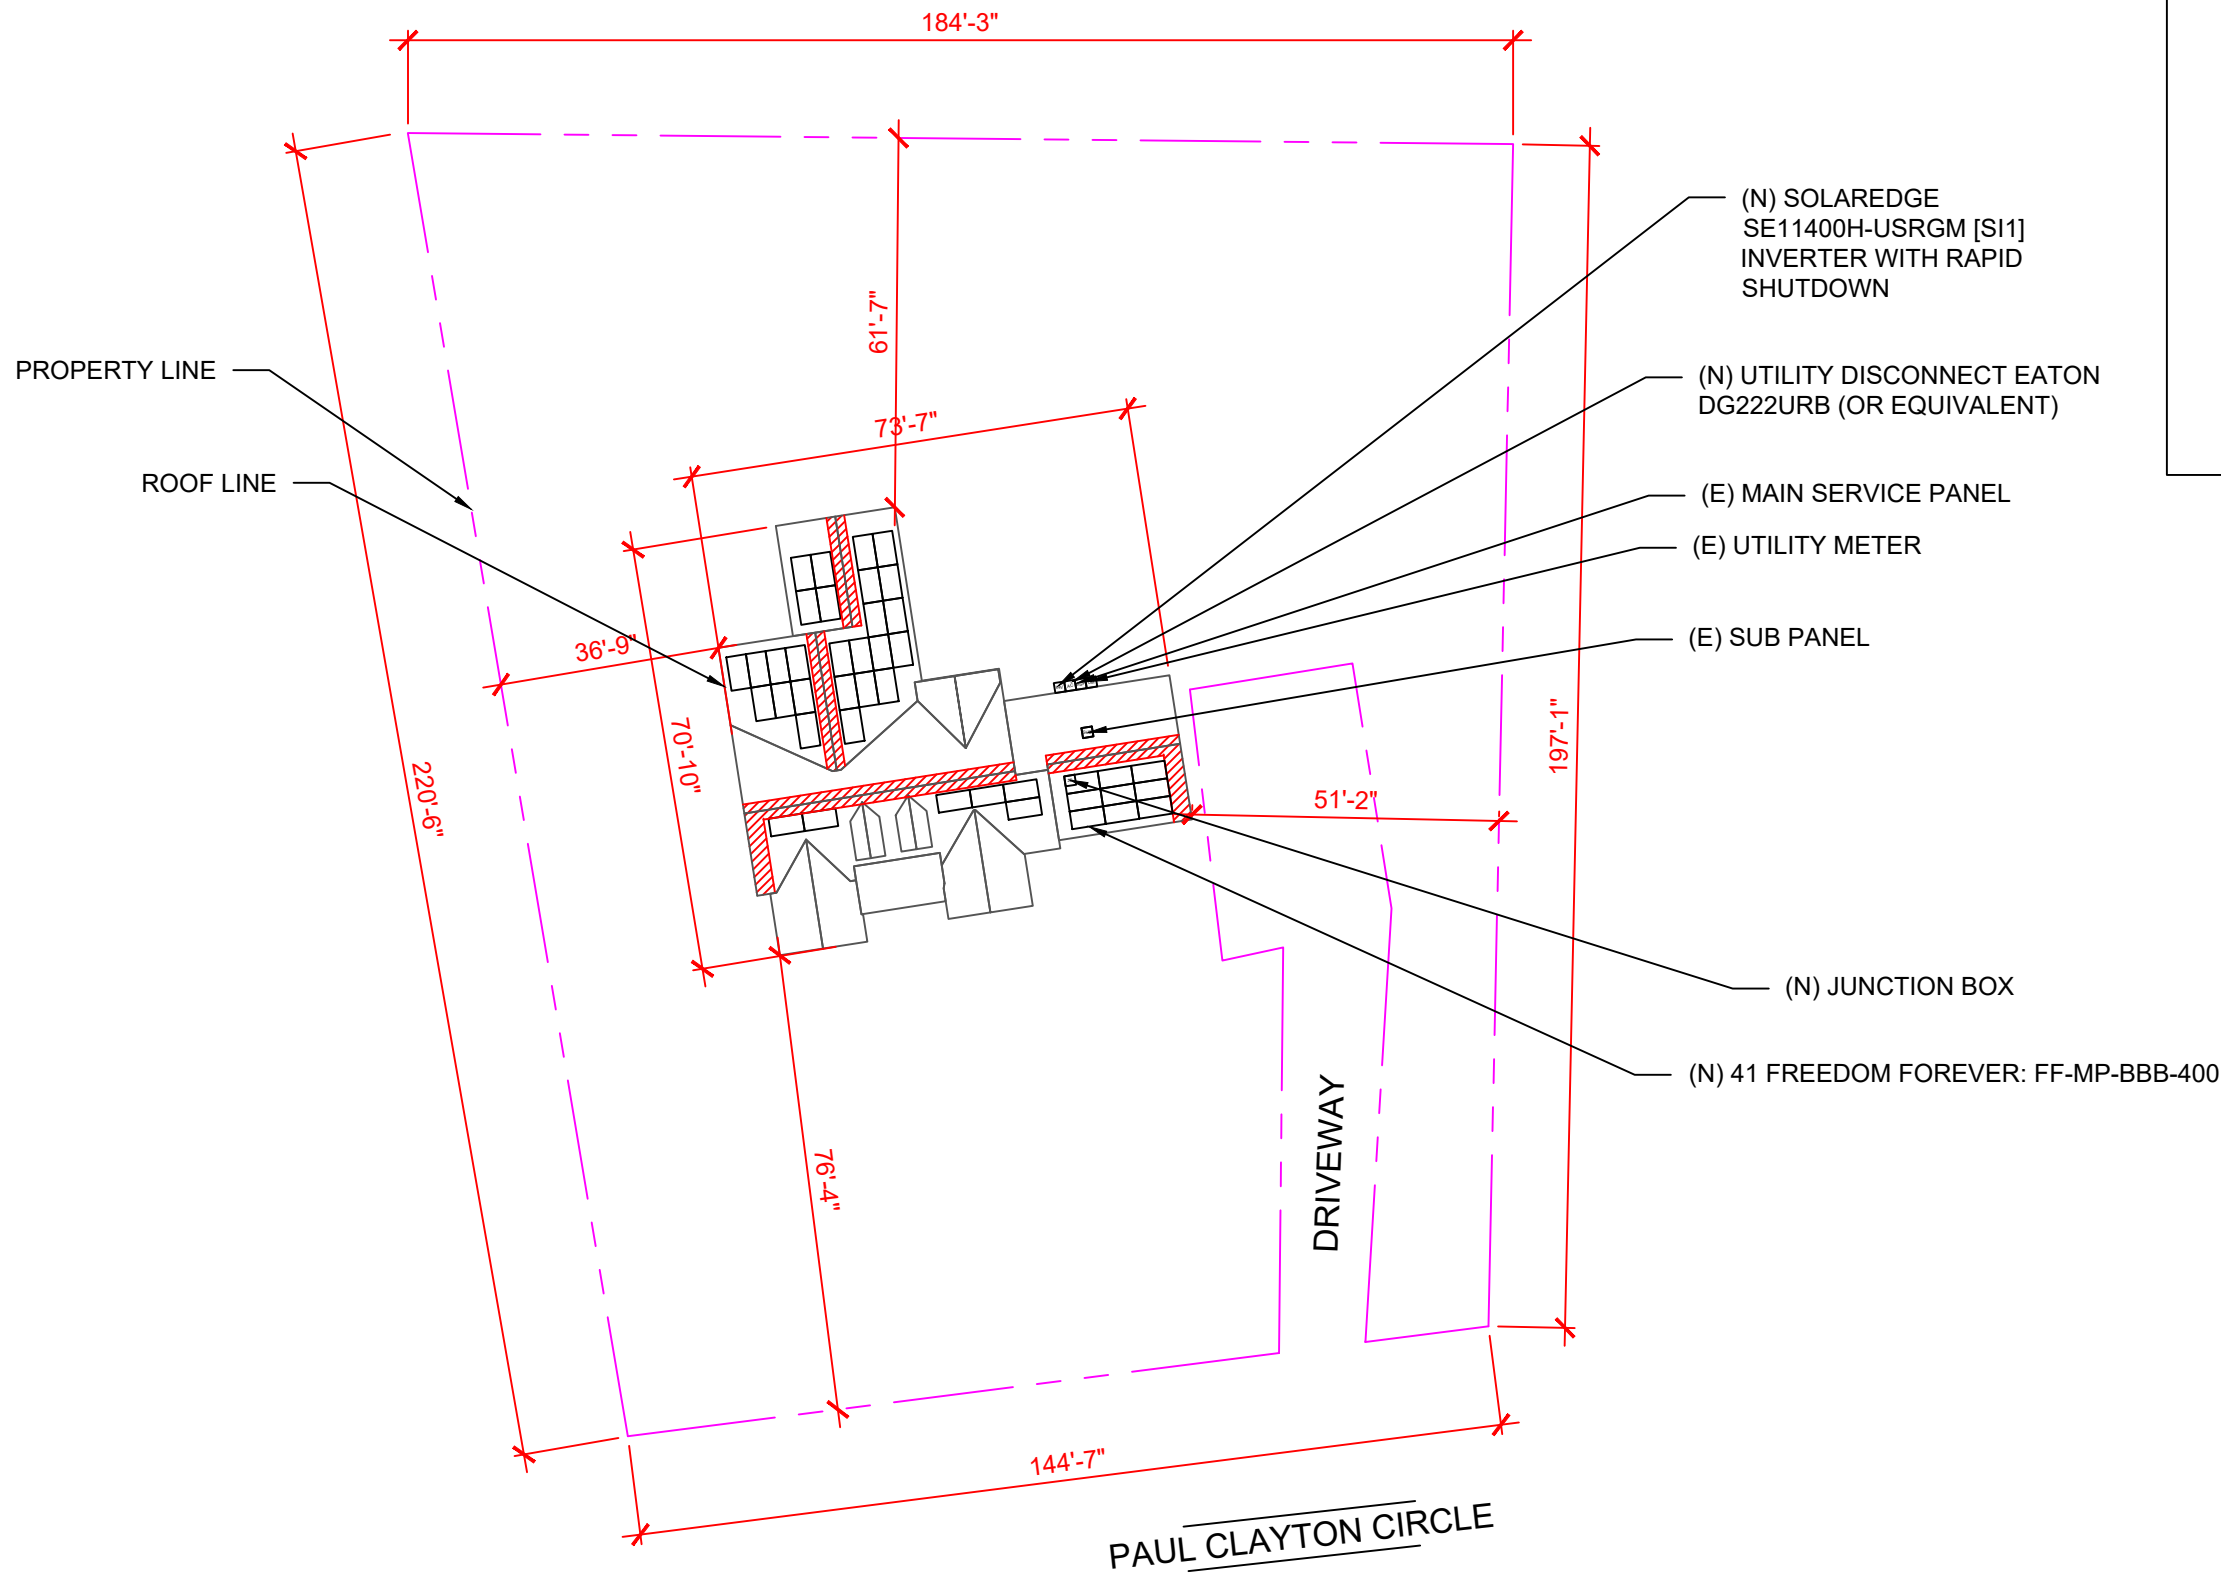 184'-3"
(N) SOLAREDGE
SE11400H-USRGM [SI1]
INVERTER WITH RAPID
SHUTDOWN
61'-7"
PROPERTY LINE
(N) UTILITY DISCONNECT EATON
DG222URB (OR EQUIVALENT)
73'-7"
ROOF LINE
(E) MAIN SERVICE PANEL
(E) UTILITY METER
36'-9"
(E) SUB PANEL
70'-10"
197'-1"
220'-6"
51'-2"
(N) JUNCTION BOX
(N) 41 FREEDOM FOREVER: FF-MP-BBB-400
DRIVEWAY
76'-4"
144'-7"
PAUL CLAYTON CIRCLE